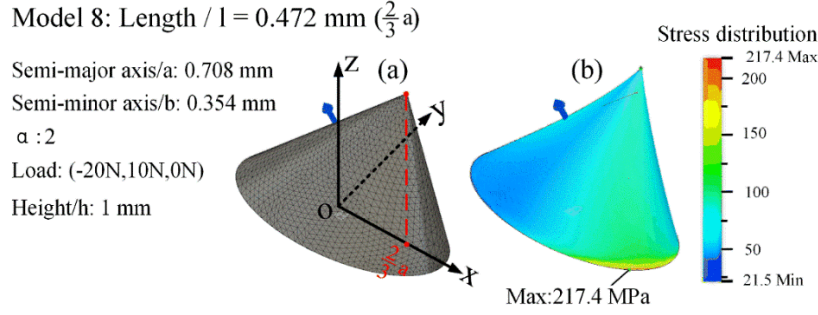 Model 8: Length / l = 0.472 mm (2/3 a)
Semi-major axis/a: 0.708 mm
Semi-minor axis/b: 0.354 mm
α :2
Load: (-20N,10N,0N)
Height/h: 1 mm
(a)
Z
y
O
X
2/3 a
(b)
Max:217.4 MPa
Stress distribution
217.4 Max
200
150
100
50
21.5 Min